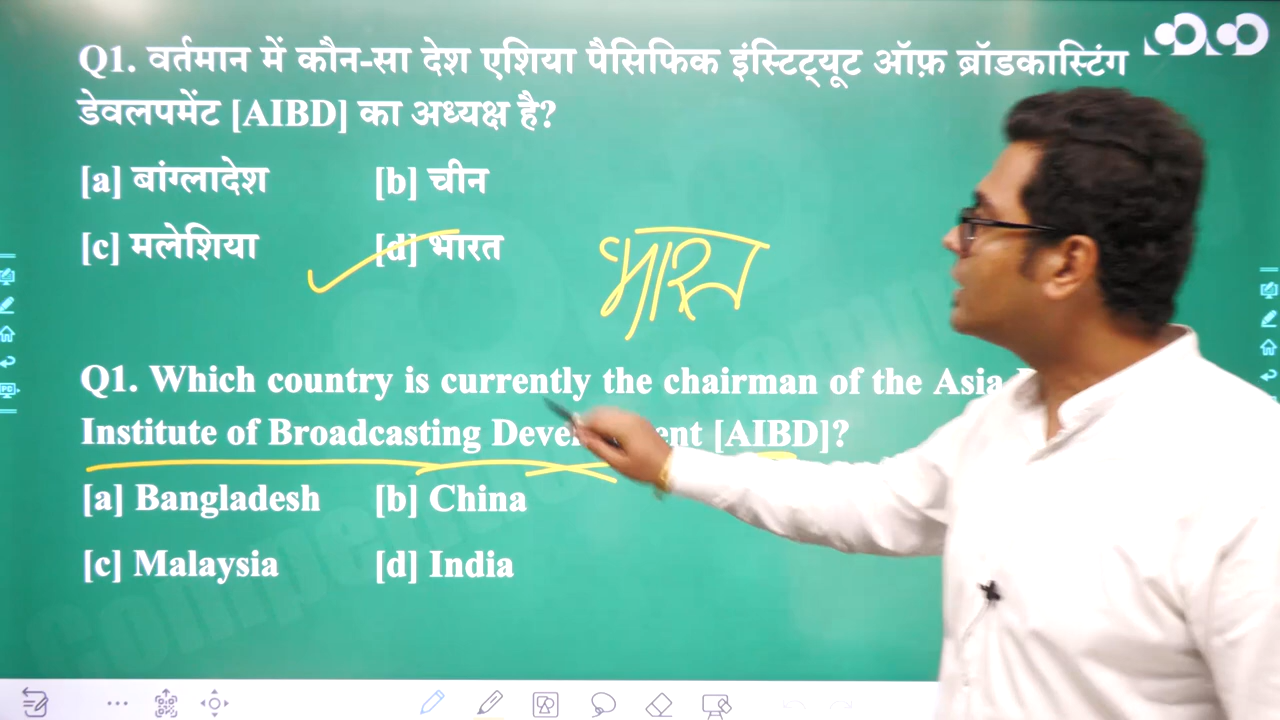 Q1. वर्तमान में कौन-सा देश एशिया पैसिफिक इंस्टिट्यूट ऑफ़ ब्रॉडकास्टिंग
डेवलपमेंट [AIBD] का अध्यक्ष है?
[a] बांग्लादेश [b] चीन
[c] मलेशिया [d] भारत
भारत
Q1. Which country is currently the chairman of the Asia
Institute of Broadcasting [AIBD]?
[a] Bangladesh [b] China
[c] Malaysia [d] India